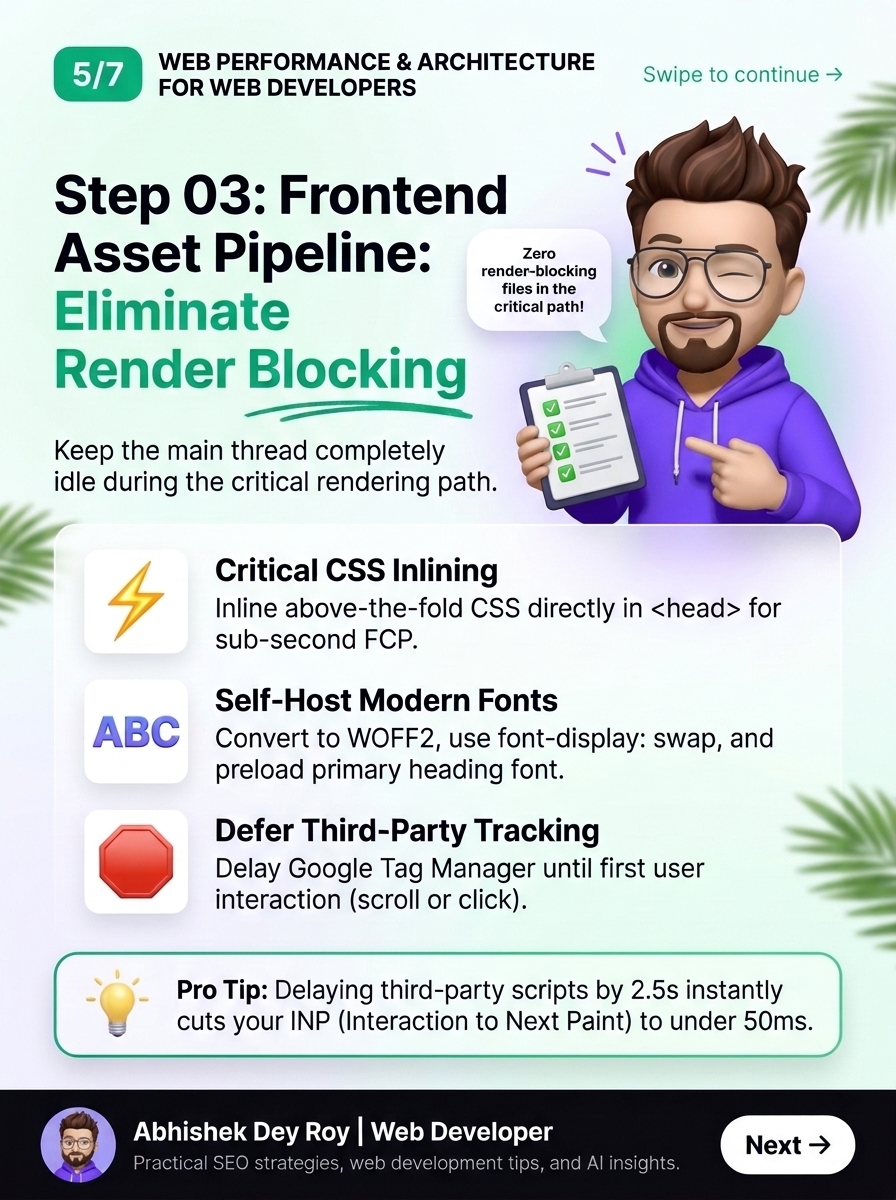 5/7
WEB PERFORMANCE & ARCHITECTURE
FOR WEB DEVELOPERS
Swipe to continue →
Step 03: Frontend
Asset Pipeline:
Eliminate
Render Blocking
Zero
render-blocking
files in the
critical path!
Keep the main thread completely
idle during the critical rendering path.
Critical CSS Inlining
Inline above-the-fold CSS directly in <head> for
sub-second FCP.
ABC
Self-Host Modern Fonts
Convert to WOFF2, use font-display: swap, and
preload primary heading font.
Defer Third-Party Tracking
Delay Google Tag Manager until first user
interaction (scroll or click).
Pro Tip: Delaying third-party scripts by 2.5s instantly
cuts your INP (Interaction to Next Paint) to under 50ms.
Abhishek Dey Roy | Web Developer
Practical SEO strategies, web development tips, and AI insights.
Next →